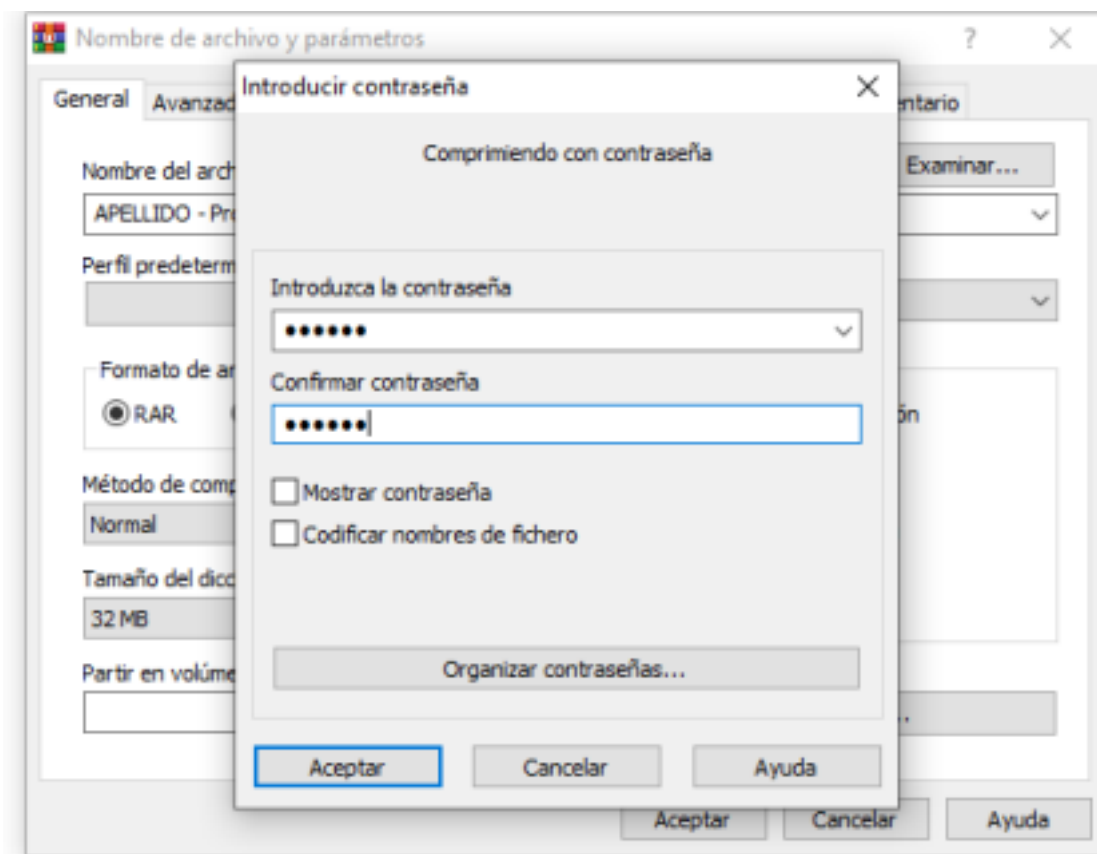 Nombre de archivo y parámetros
Introducir contraseña
General
Avanzad
entario
Comprimiendo con contraseña
Nombre del arch
Examinar...
APELLIDO - Pr
Perfil predeterm
Introduzca la contraseña
••••••
Formato de ar
Confirmar contraseña
RAR
ón
••••••
Método de comp
Mostrar contraseña
Normal
Codificar nombres de fichero
Tamaño del dicc
32 MB
Partir en volúme
Organizar contraseñas...
Aceptar
Cancelar
Ayuda
Aceptar
Cancelar
Ayuda